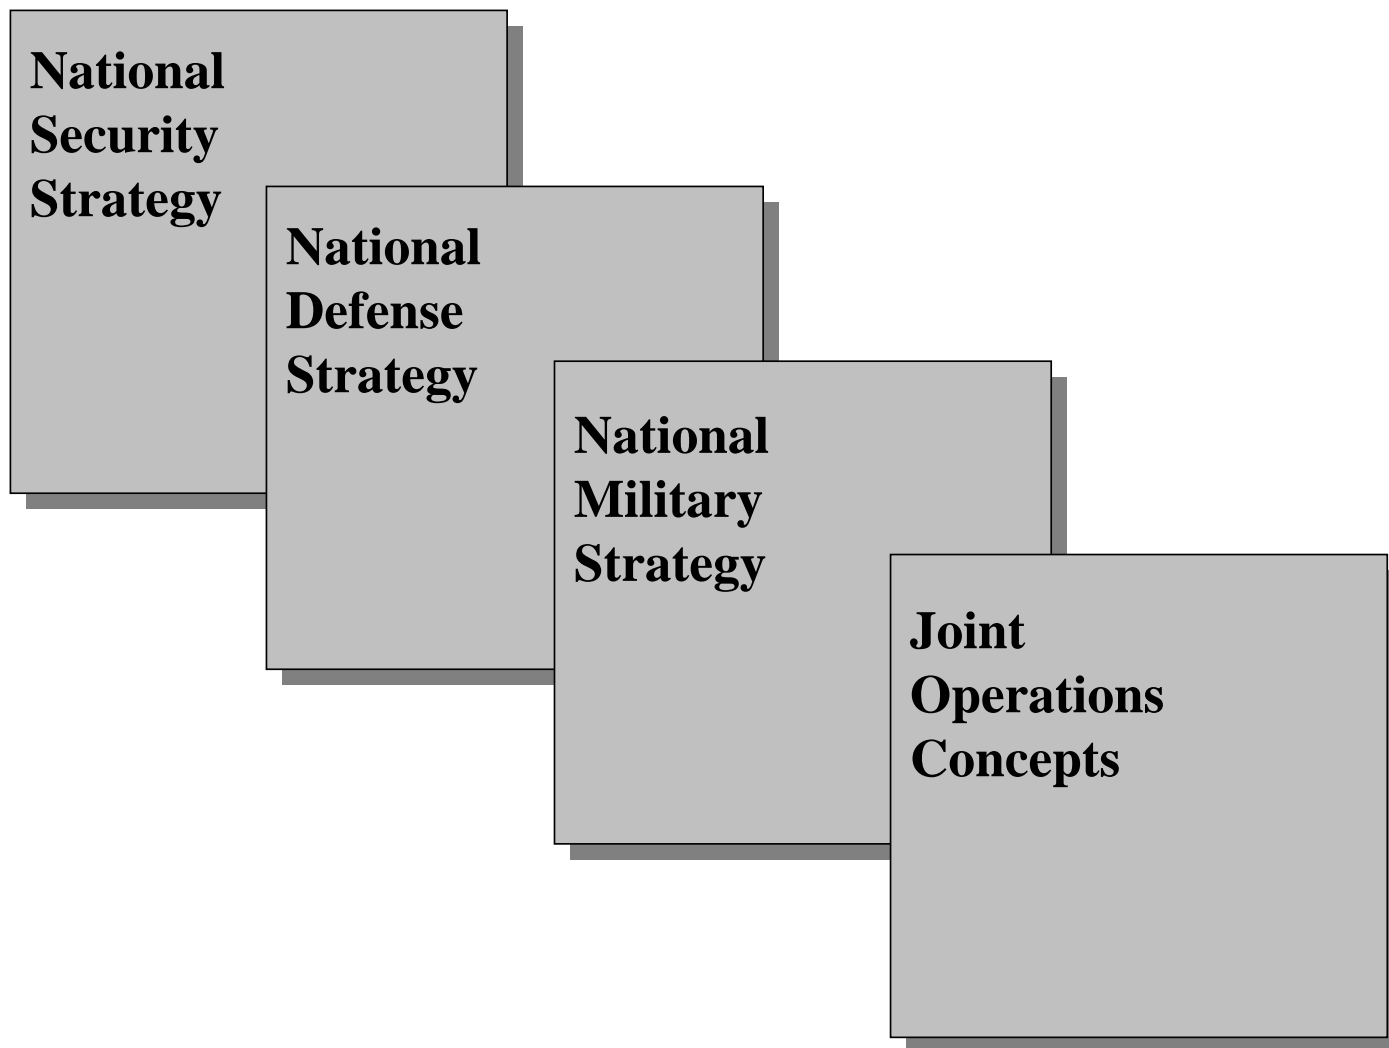 National
Security
Strategy
National
Defense
Strategy
National
Military
Strategy
Joint
Operations
Concepts